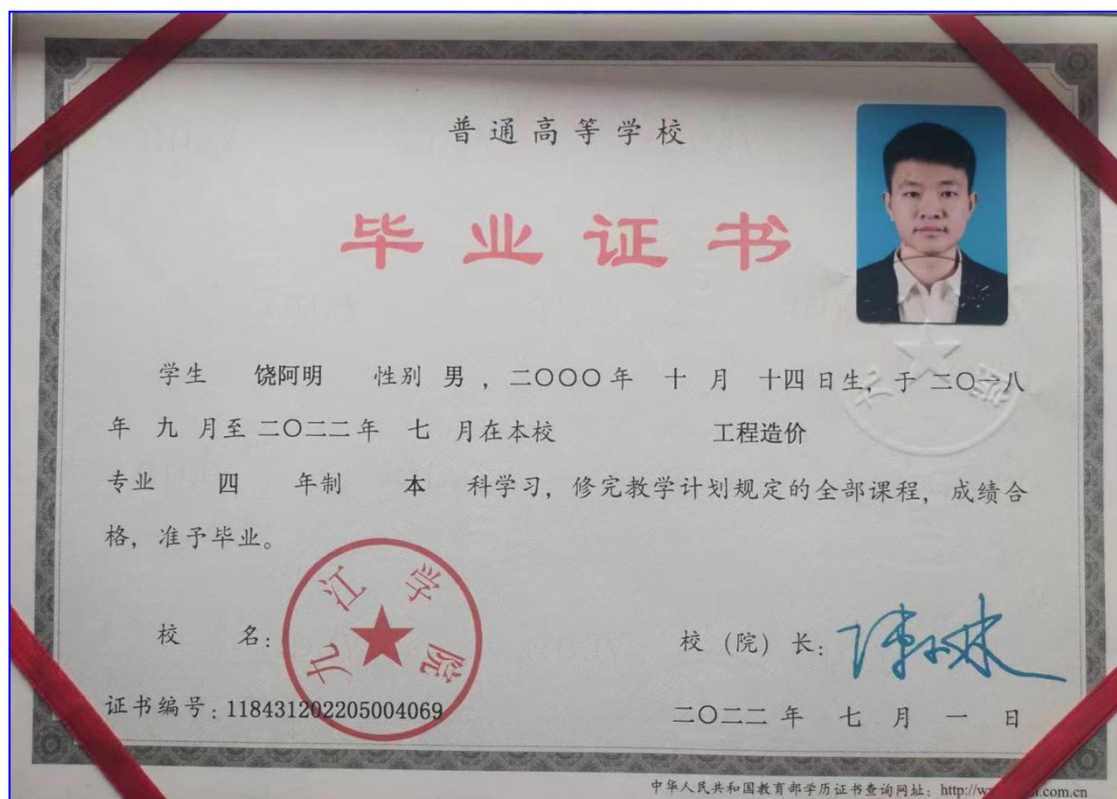 普通高等学校
毕业证书
学生 饶阿明 性别 男 ，二〇〇〇年 十 月 十四日生，于 二〇一八
年 九 月至二〇二二年 七 月在本校 工程造价
专业 四 年制 本 科学习，修完教学计划规定的全部课程，成绩合
格，准予毕业。
九江学院
校 名：
校（院）长：
证书编号：118431202205004069
二〇二二年 七 月 一 日
中华人民共和国教育部学历证书查询网址：http://w
.com.cn